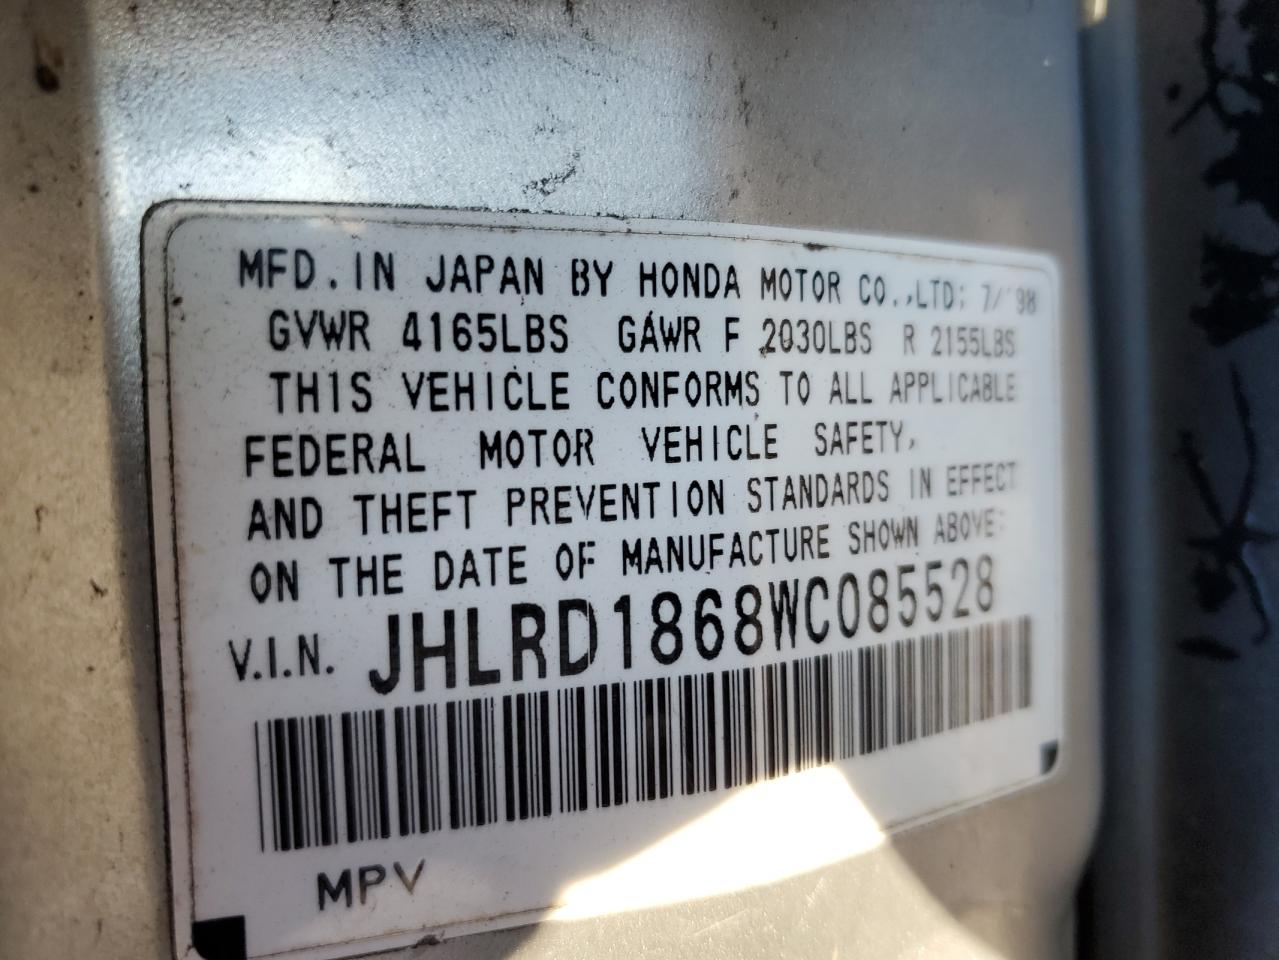 MFD. IN JAPAN BY HONDA MOTOR CO.,LTD; 7/'98
GVWR 4165LBS GAWR F 2030LBS R 2155LBS
THIS VEHICLE CONFORMS TO ALL APPLICABLE
FEDERAL MOTOR VEHICLE SAFETY,
AND THEFT PREVENTION STANDARDS IN EFFECT
ON THE DATE OF MANUFACTURE SHOWN ABOVE:
V.I.N. JHLRD1868WC085528
MPV